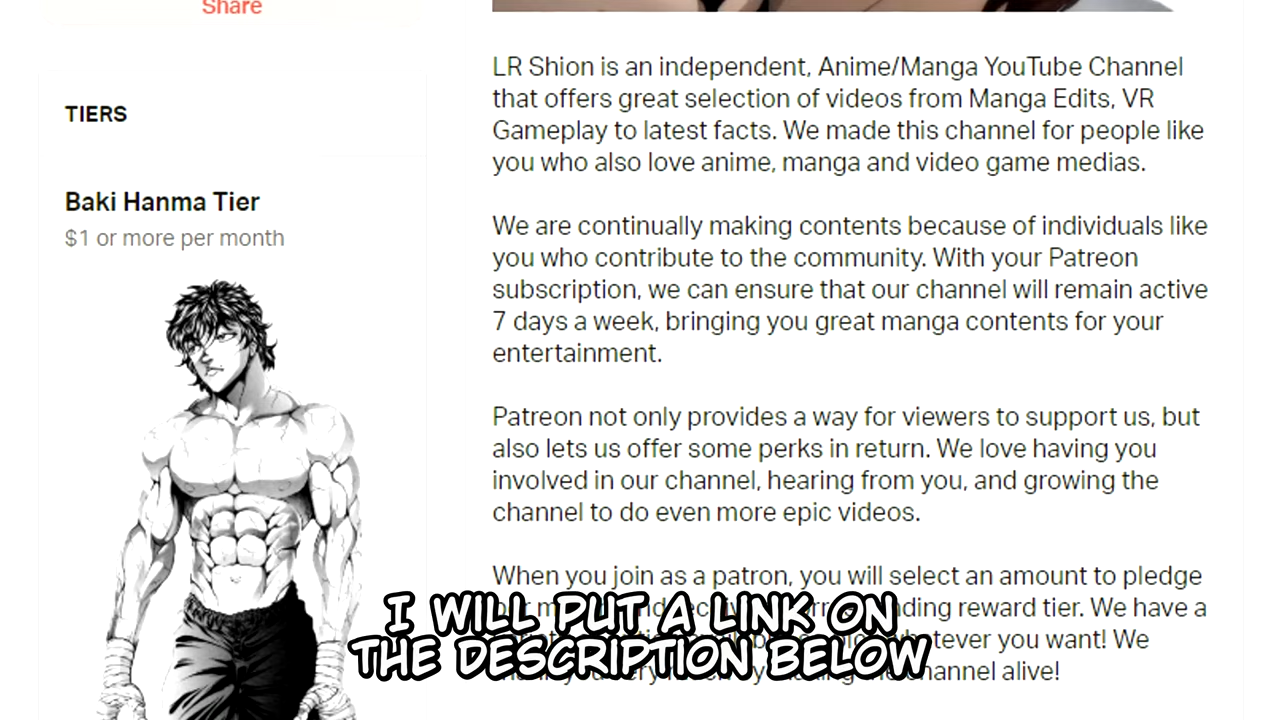 Share
TIERS
Baki Hanma Tier
$1 or more per month
LR Shion is an independent, Anime/Manga YouTube Channel
that offers great selection of videos from Manga Edits, VR
Gameplay to latest facts. We made this channel for people like
you who also love anime, manga and video game medias.
We are continually making contents because of individuals like
you who contribute to the community. With your Patreon
subscription, we can ensure that our channel will remain active
7 days a week, bringing you great manga contents for your
entertainment.
Patreon not only provides a way for viewers to support us, but
also lets us offer some perks in return. We love having you
involved in our channel, hearing from you, and growing the
channel to do even more epic videos.
When you join as a patron, you will select an amount to pledge
reward tier. We have a
you want! We
channel alive!
I WILL PUT A LINK ON
THE DESCRIPTION BELOW